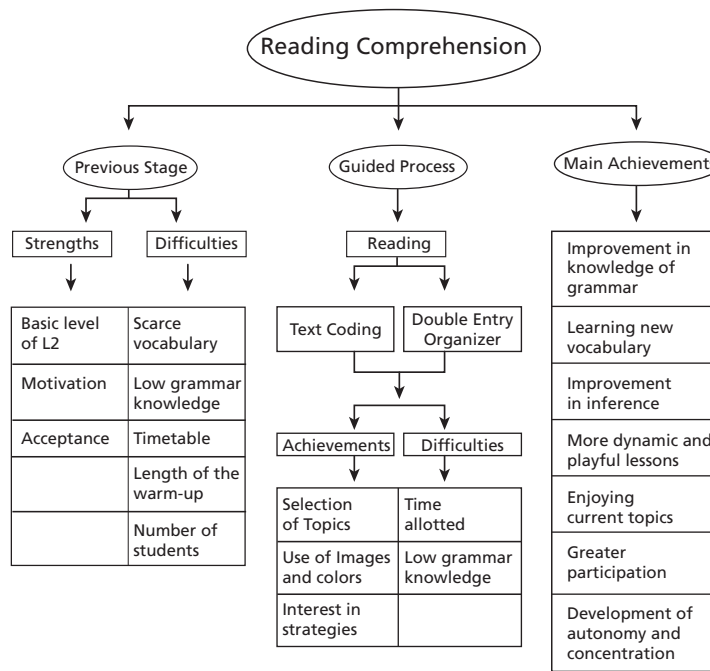 Reading Comprehension
Previous Stage
Guided Process
Main Achievements
Strengths
Difficulties
Reading
Basic level
of L2
Scarce
vocabulary
Motivation
Low grammar
knowledge
Acceptance
Timetable
Length of the
warm-up
Number of
students
Text Coding
Double Entry
Organizer
Achievements
Difficulties
Selection
of Topics
Time
allotted
Use of Images
and colors
Low grammar
knowledge
Interest in
strategies
Improvement in
knowledge of
grammar
Learning new
vocabulary
Improvement
in inference
More dynamic and
playful lessons
Enjoying
current topics
Greater
participation
Development of
autonomy and
concentration